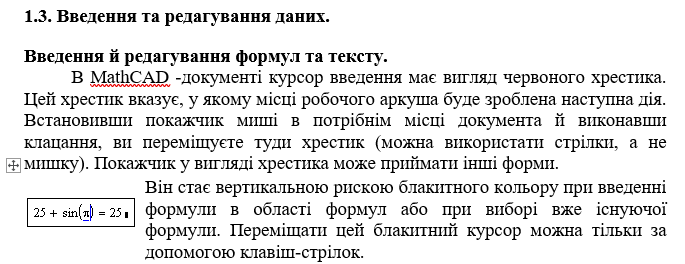 1.3. Введення та редагування даних.
Введення й редагування формул та тексту.
В MathCAD -документі курсор введення має вигляд червоного хрестика.
Цей хрестик вказує, у якому місці робочого аркуша буде зроблена наступна дія.
Встановивши покажчик миші в потрібнім місці документа й виконавши
клацання, ви переміщуєте туди хрестик (можна використати стрілки, а не
мишку). Покажчик у вигляді хрестика може приймати інші форми.
Він стає вертикальною рискою блакитного кольору при введенні
25 + sin(π) = 25
формули в області формул або при виборі вже існуючої
формули. Переміщати цей блакитний курсор можна тільки за
допомогою клавіш-стрілок.